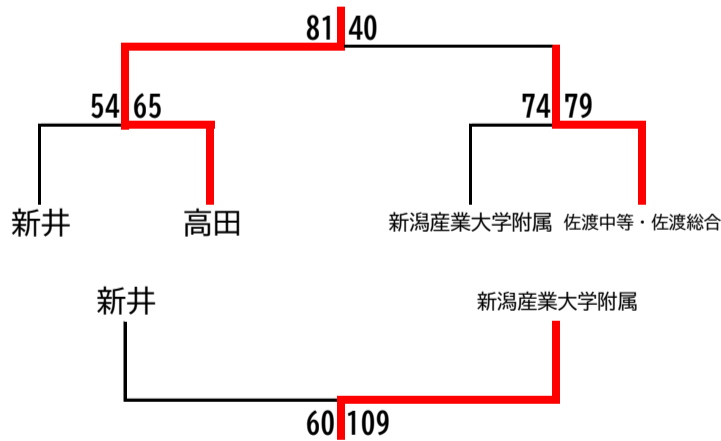 81 40
54 65 74 79
新井 高田 新潟産業大学附属 佐渡中等・佐渡総合
新井 新潟産業大学附属
60 109